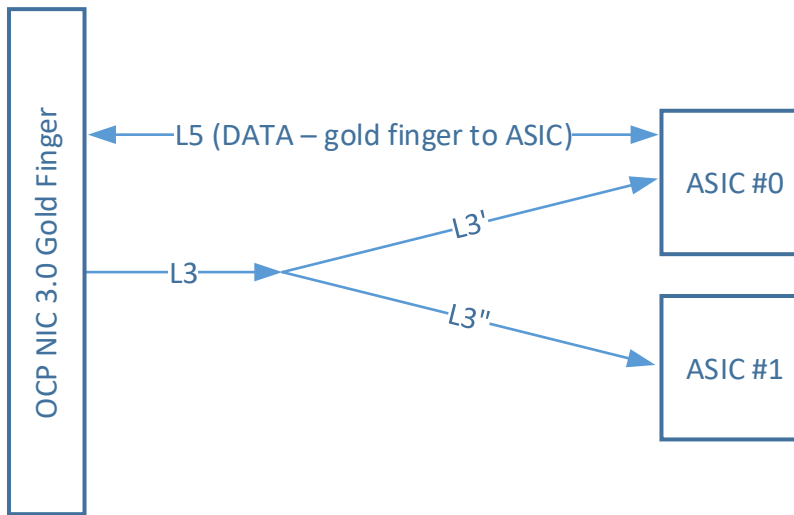 OCP NIC 3.0 Gold Finger
L5 (DATA – gold finger to ASIC)
ASIC #0
L3'
L3
L3"
ASIC #1